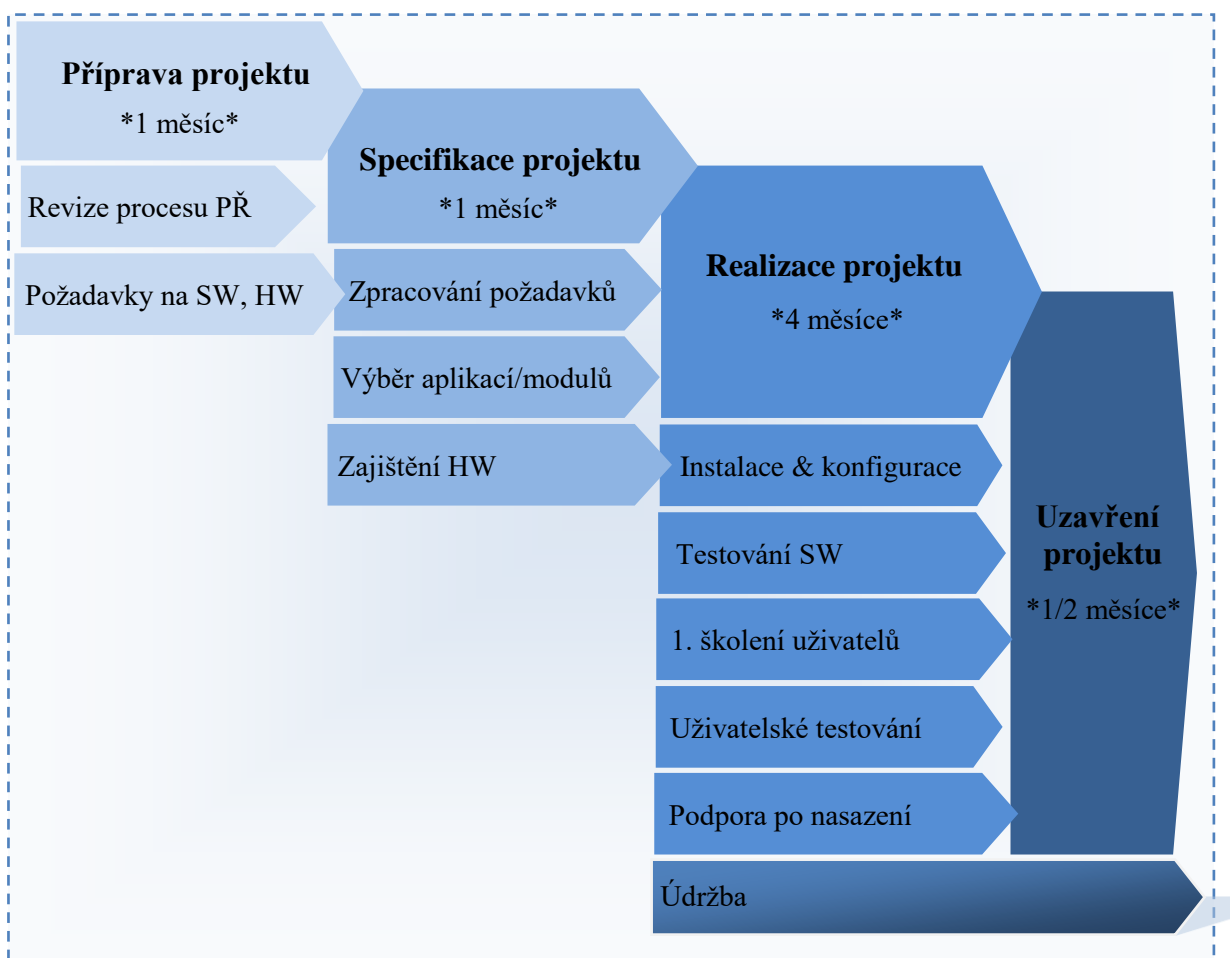 Příprava projektu
*1 měsíc*
Revize procesu PŘ
Požadavky na SW, HW
Specifikace projektu
*1 měsíc*
Zpracování požadavků
Výběr aplikací/modulů
Zajištění HW
Realizace projektu
*4 měsíce*
Instalace & konfigurace
Testování SW
1. školení uživatelů
Uživatelské testování
Podpora po nasazení
Údržba
Uzavření
projektu
*1/2 měsíce*